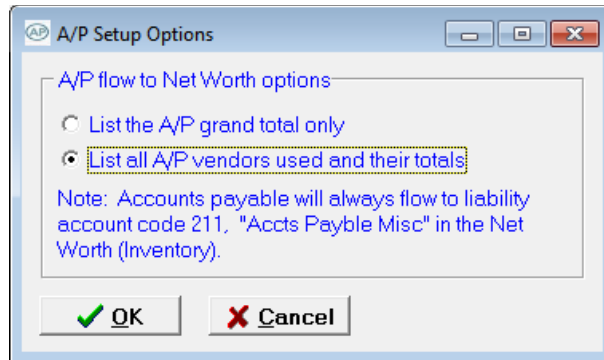 AP A/P Setup Options
A/P flow to Net Worth options
List the A/P grand total only
List all A/P vendors used and their totals
Note: Accounts payable will always flow to liability
account code 211, "Accts Payble Misc" in the Net
Worth (Inventory).
OK
Cancel